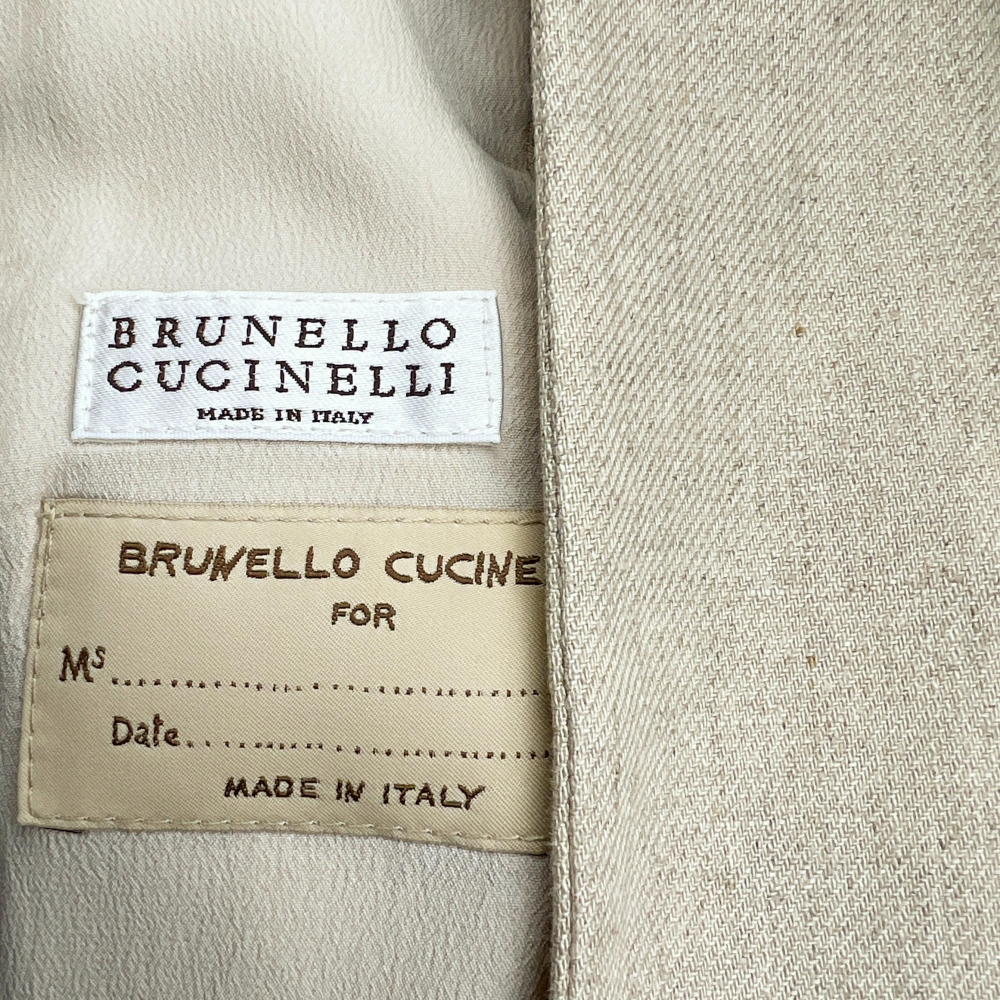 BRUNELLO
CUCINELLI
MADE IN ITALY
BRUNELLO CUCINE
FOR
Ms
Date
MADE IN ITALY